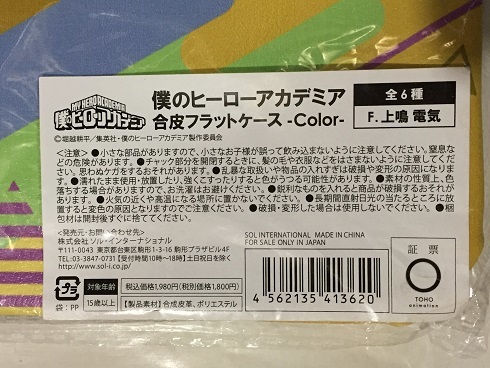 MY HERO ACADEMIA
僕のヒーローアカデミア
©堀越耕平／集英社・僕のヒーローアカデミア製作委員会
僕のヒーローアカデミア
合皮フラットケース -Color-
全6種
F. 上鳴 電気
＜注意＞ ●小さな部品がありますので、小さなお子様が誤って飲み込まないように注意してください。窒息などの危険があります。●チャック部分を開閉するときに、髪の毛や衣服などをはさまないように注意してください。思わぬケガをするおそれがあります。●乱暴な取扱いや物品の入れすぎは破損や変形の原因になります。●濡れたまま使用・放置したり、強くこすったりすると色がうつる可能性があります。●素材の性質上、色落ちする場合がありますので、お洗濯はお避けください。●鋭利なものを入れると商品が破損するおそれがあります。●火気の近くや高温になる場所に置かないでください。●長期間直射日光の当たる場所に放置すると変色の原因となりますのでご注意ください。●破損・変形した場合は使用しないでください。●梱包材は開封後すぐに捨ててください。
＜発売元・お問い合わせ先＞
株式会社 ソル・インターナショナル
〒111-0043 東京都台東区駒形1-3-16 駒形プラザビル4F
TEL:03-3847-0731【受付時間10時〜18時】土日祝日を除く
https://www.sol-i.co.jp/
SOL INTERNATIONAL MADE IN CHINA
FOR SALE ONLY IN JAPAN
4 562135 413620
証票
TOHO
animation
プラ
袋：PP
対象年齢
15歳以上
税込価格1,980円（税別価格1,800円）
【製品素材】合成皮革、ポリエステル